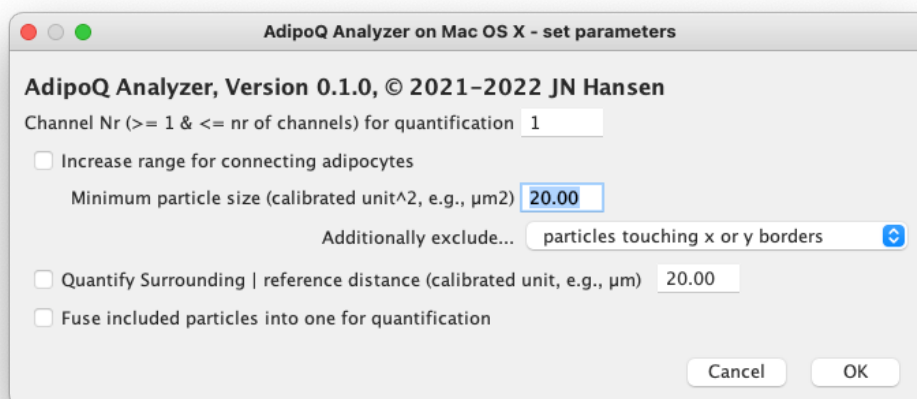 AdipoQ Analyzer on Mac OS X - set parameters
AdipoQ Analyzer, Version 0.1.0, © 2021-2022 JN Hansen
Channel Nr (>= 1 & <= nr of channels) for quantification 1
Increase range for connecting adipocytes
Minimum particle size (calibrated unit^2, e.g., µm2) 20.00
Additionally exclude... particles touching x or y borders
Quantify Surrounding | reference distance (calibrated unit, e.g., µm) 20.00
Fuse included particles into one for quantification
Cancel OK